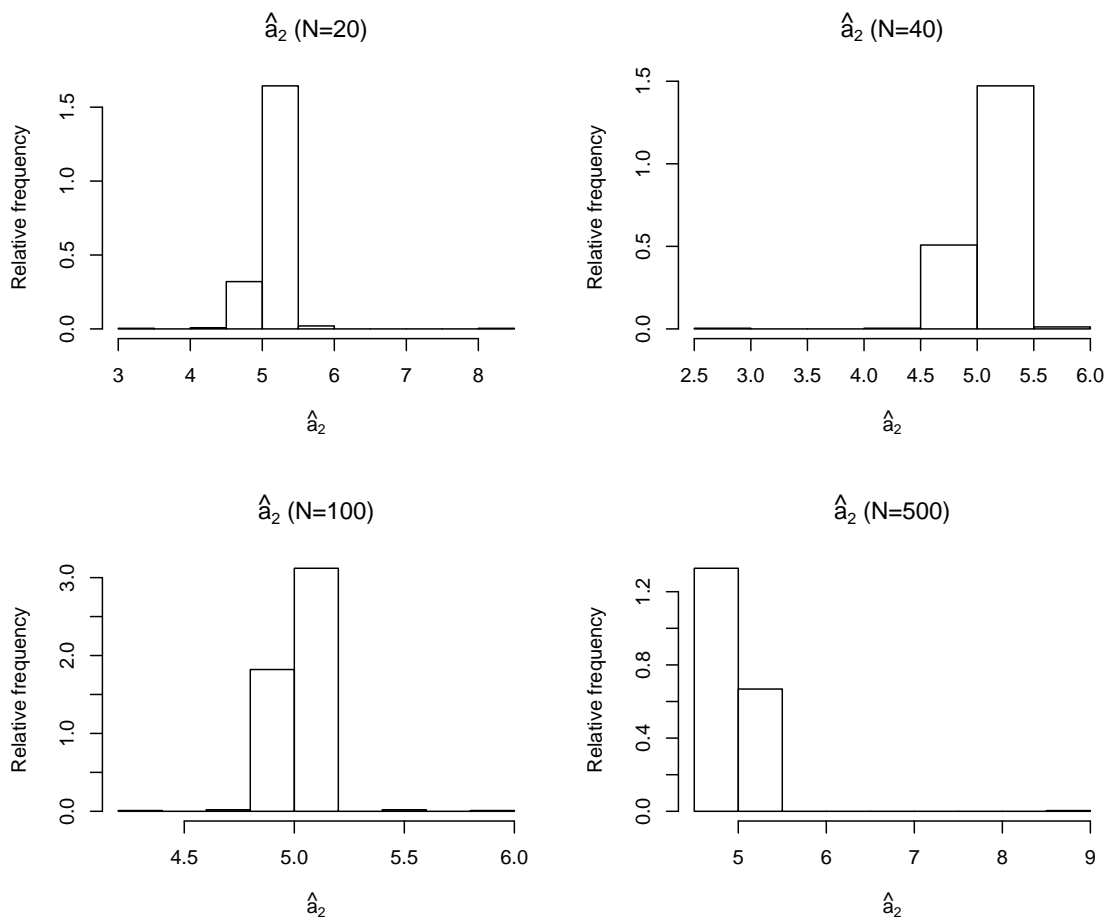 â₂ (N=20)
Relative frequency
0.0 0.5 1.0 1.5
3 4 5 6 7 8
â₂
â₂ (N=40)
Relative frequency
0.0 0.5 1.0 1.5
2.5 3.0 3.5 4.0 4.5 5.0 5.5 6.0
â₂
â₂ (N=100)
Relative frequency
0.0 1.0 2.0 3.0
4.5 5.0 5.5 6.0
â₂
â₂ (N=500)
Relative frequency
0.0 0.4 0.8 1.2
5 6 7 8 9
â₂